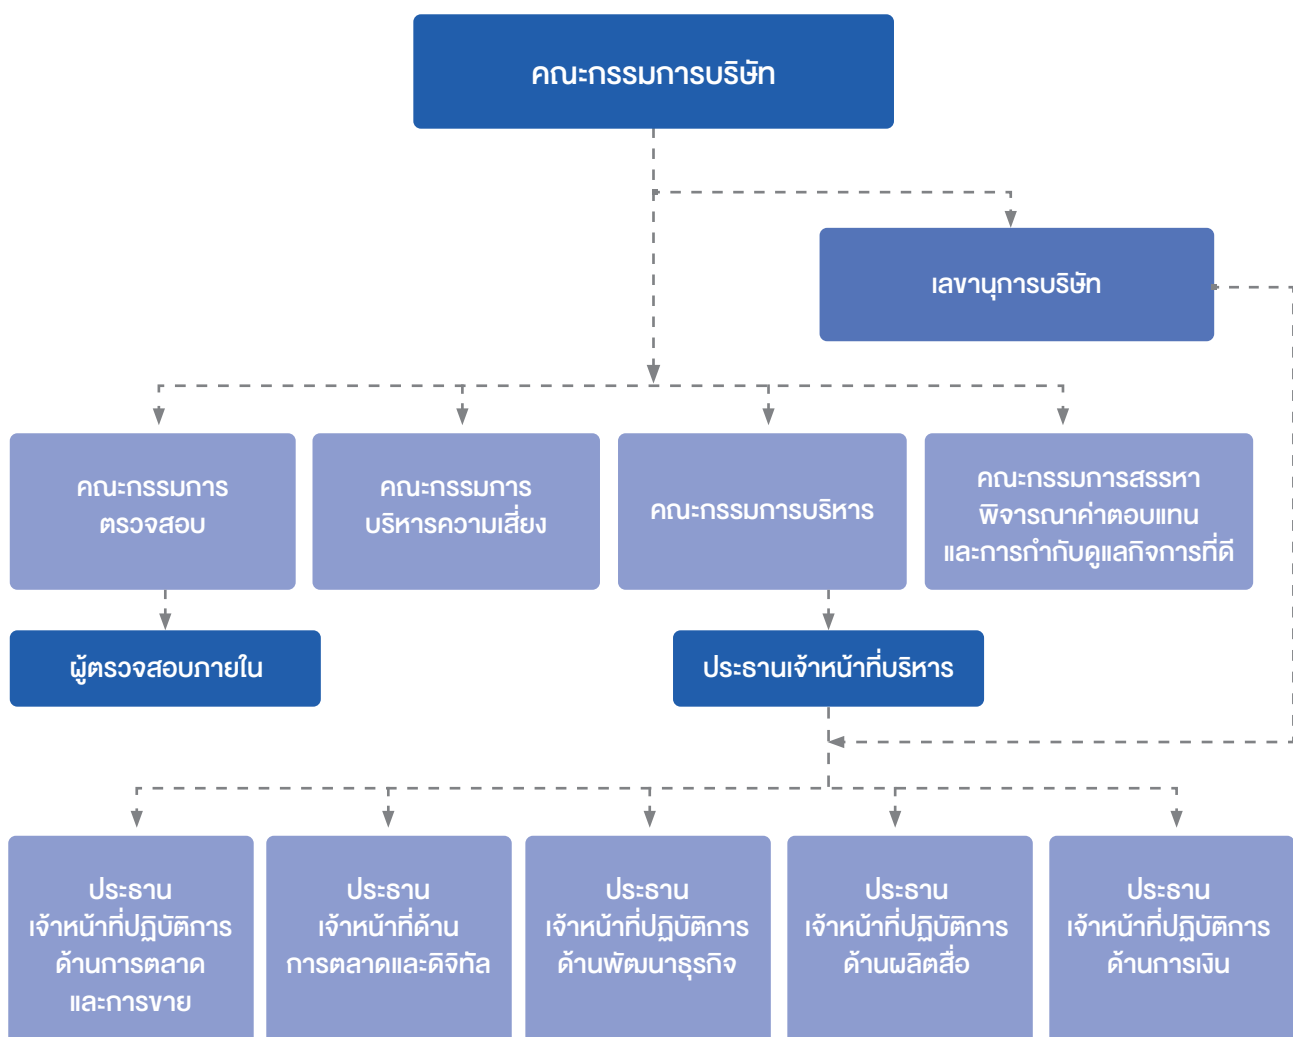 คณะกรรมการบริษัท
เลขานุการบริษัท
คณะกรรมการ
ตรวจสอบ
คณะกรรมการ
บริหารความเสี่ยง
คณะกรรมการบริหาร
คณะกรรมการสรรหา
พิจารณาค่าตอบแทน
และการกำกับดูแลกิจการที่ดี
ผู้ตรวจสอบภายใน
ประธานเจ้าหน้าที่บริหาร
ประธาน
เจ้าหน้าที่ปฏิบัติการ
ด้านการตลาด
และการขาย
ประธาน
เจ้าหน้าที่ด้าน
การตลาดและดิจิทัล
ประธาน
เจ้าหน้าที่ปฏิบัติการ
ด้านพัฒนาธุรกิจ
ประธาน
เจ้าหน้าที่ปฏิบัติการ
ด้านผลิตสื่อ
ประธาน
เจ้าหน้าที่ปฏิบัติการ
ด้านการเงิน